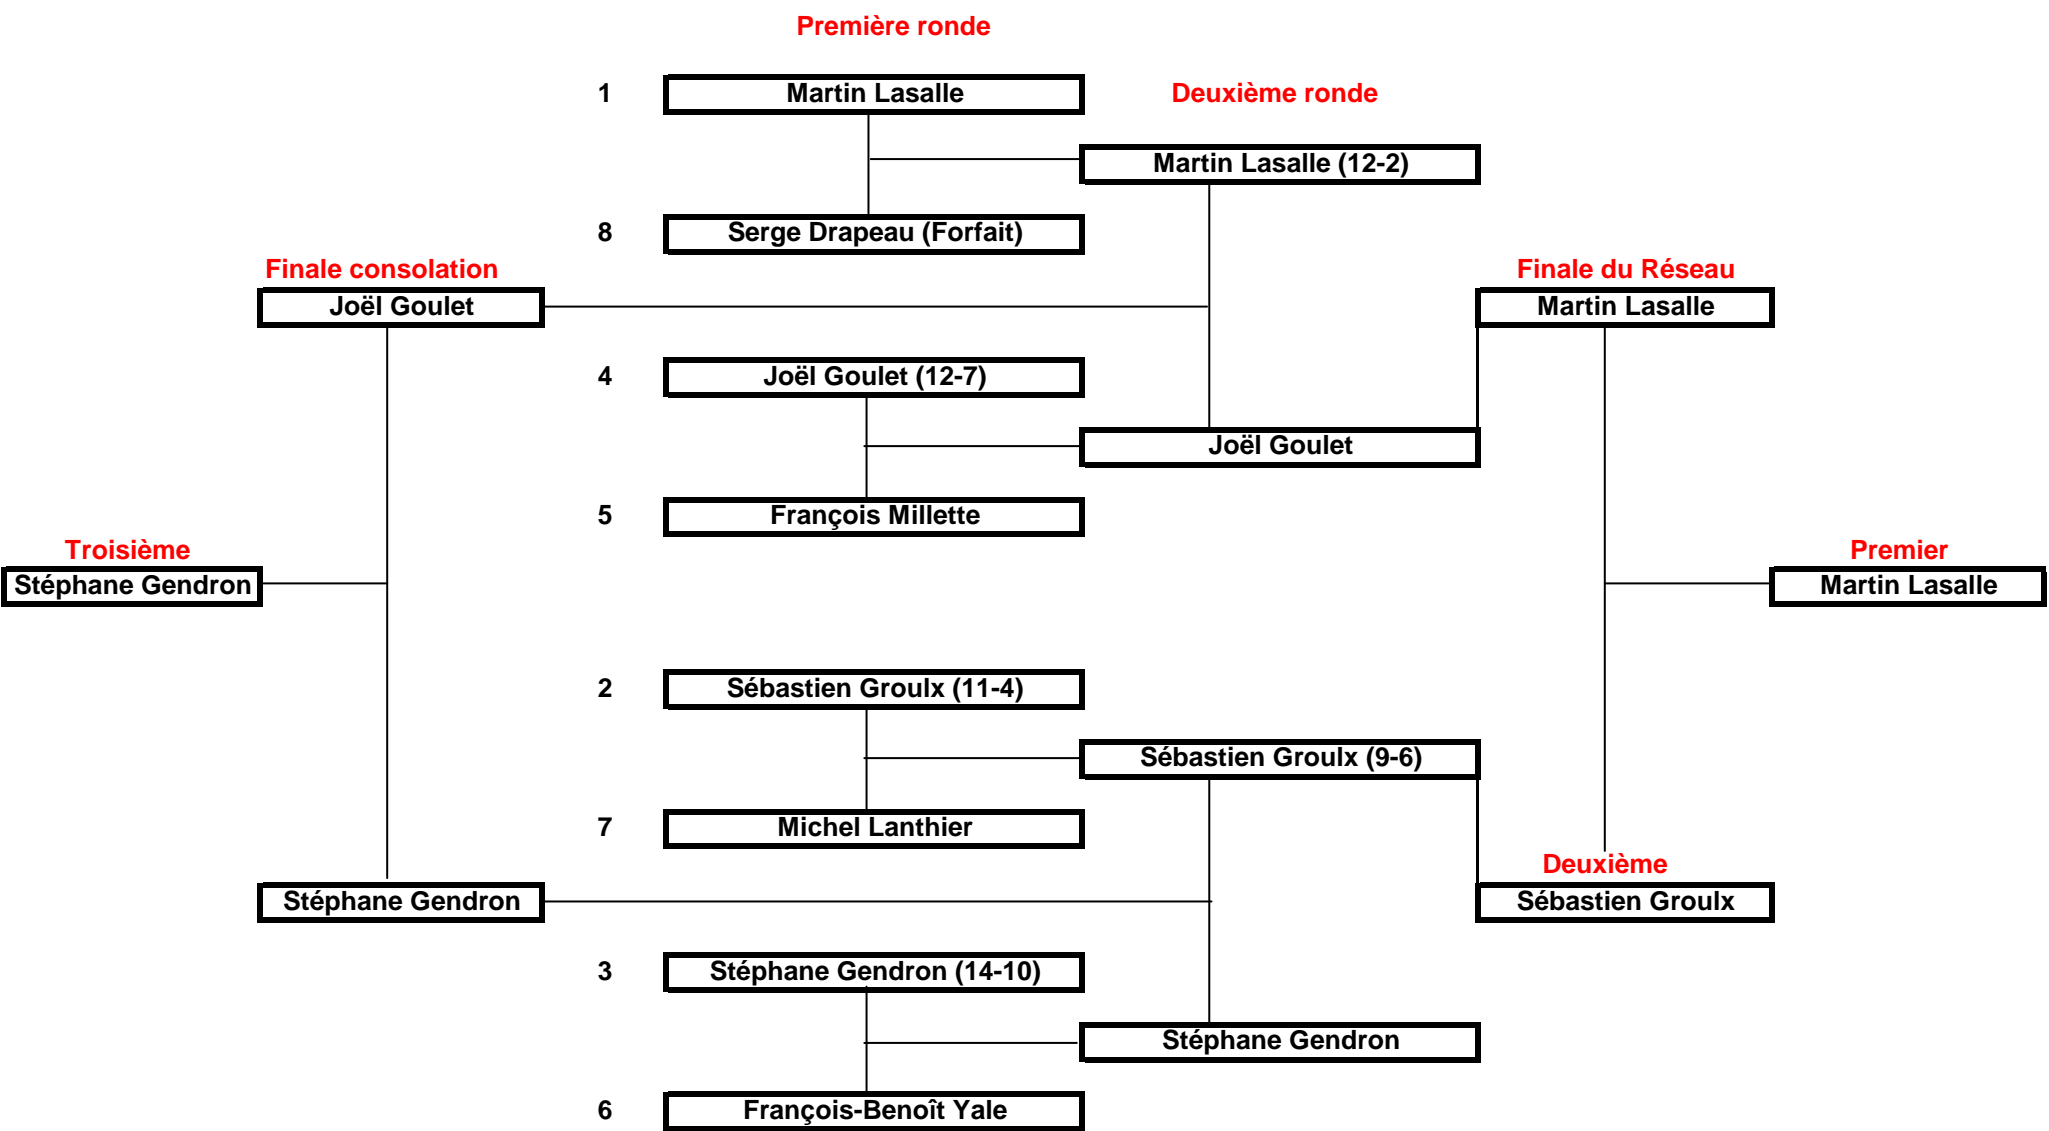 Première ronde
1 Martin Lasalle Deuxième ronde
Martin Lasalle (12-2)
8 Serge Drapeau (Forfait)
Finale consolation Finale du Réseau
Joël Goulet Martin Lasalle
4 Joël Goulet (12-7)
Joël Goulet
5 François Millette
Troisième Premier
Stéphane Gendron Martin Lasalle
2 Sébastien Groulx (11-4)
Sébastien Groulx (9-6)
7 Michel Lanthier
Deuxième
Stéphane Gendron Sébastien Groulx
3 Stéphane Gendron (14-10)
Stéphane Gendron
6 François-Benoît Yale